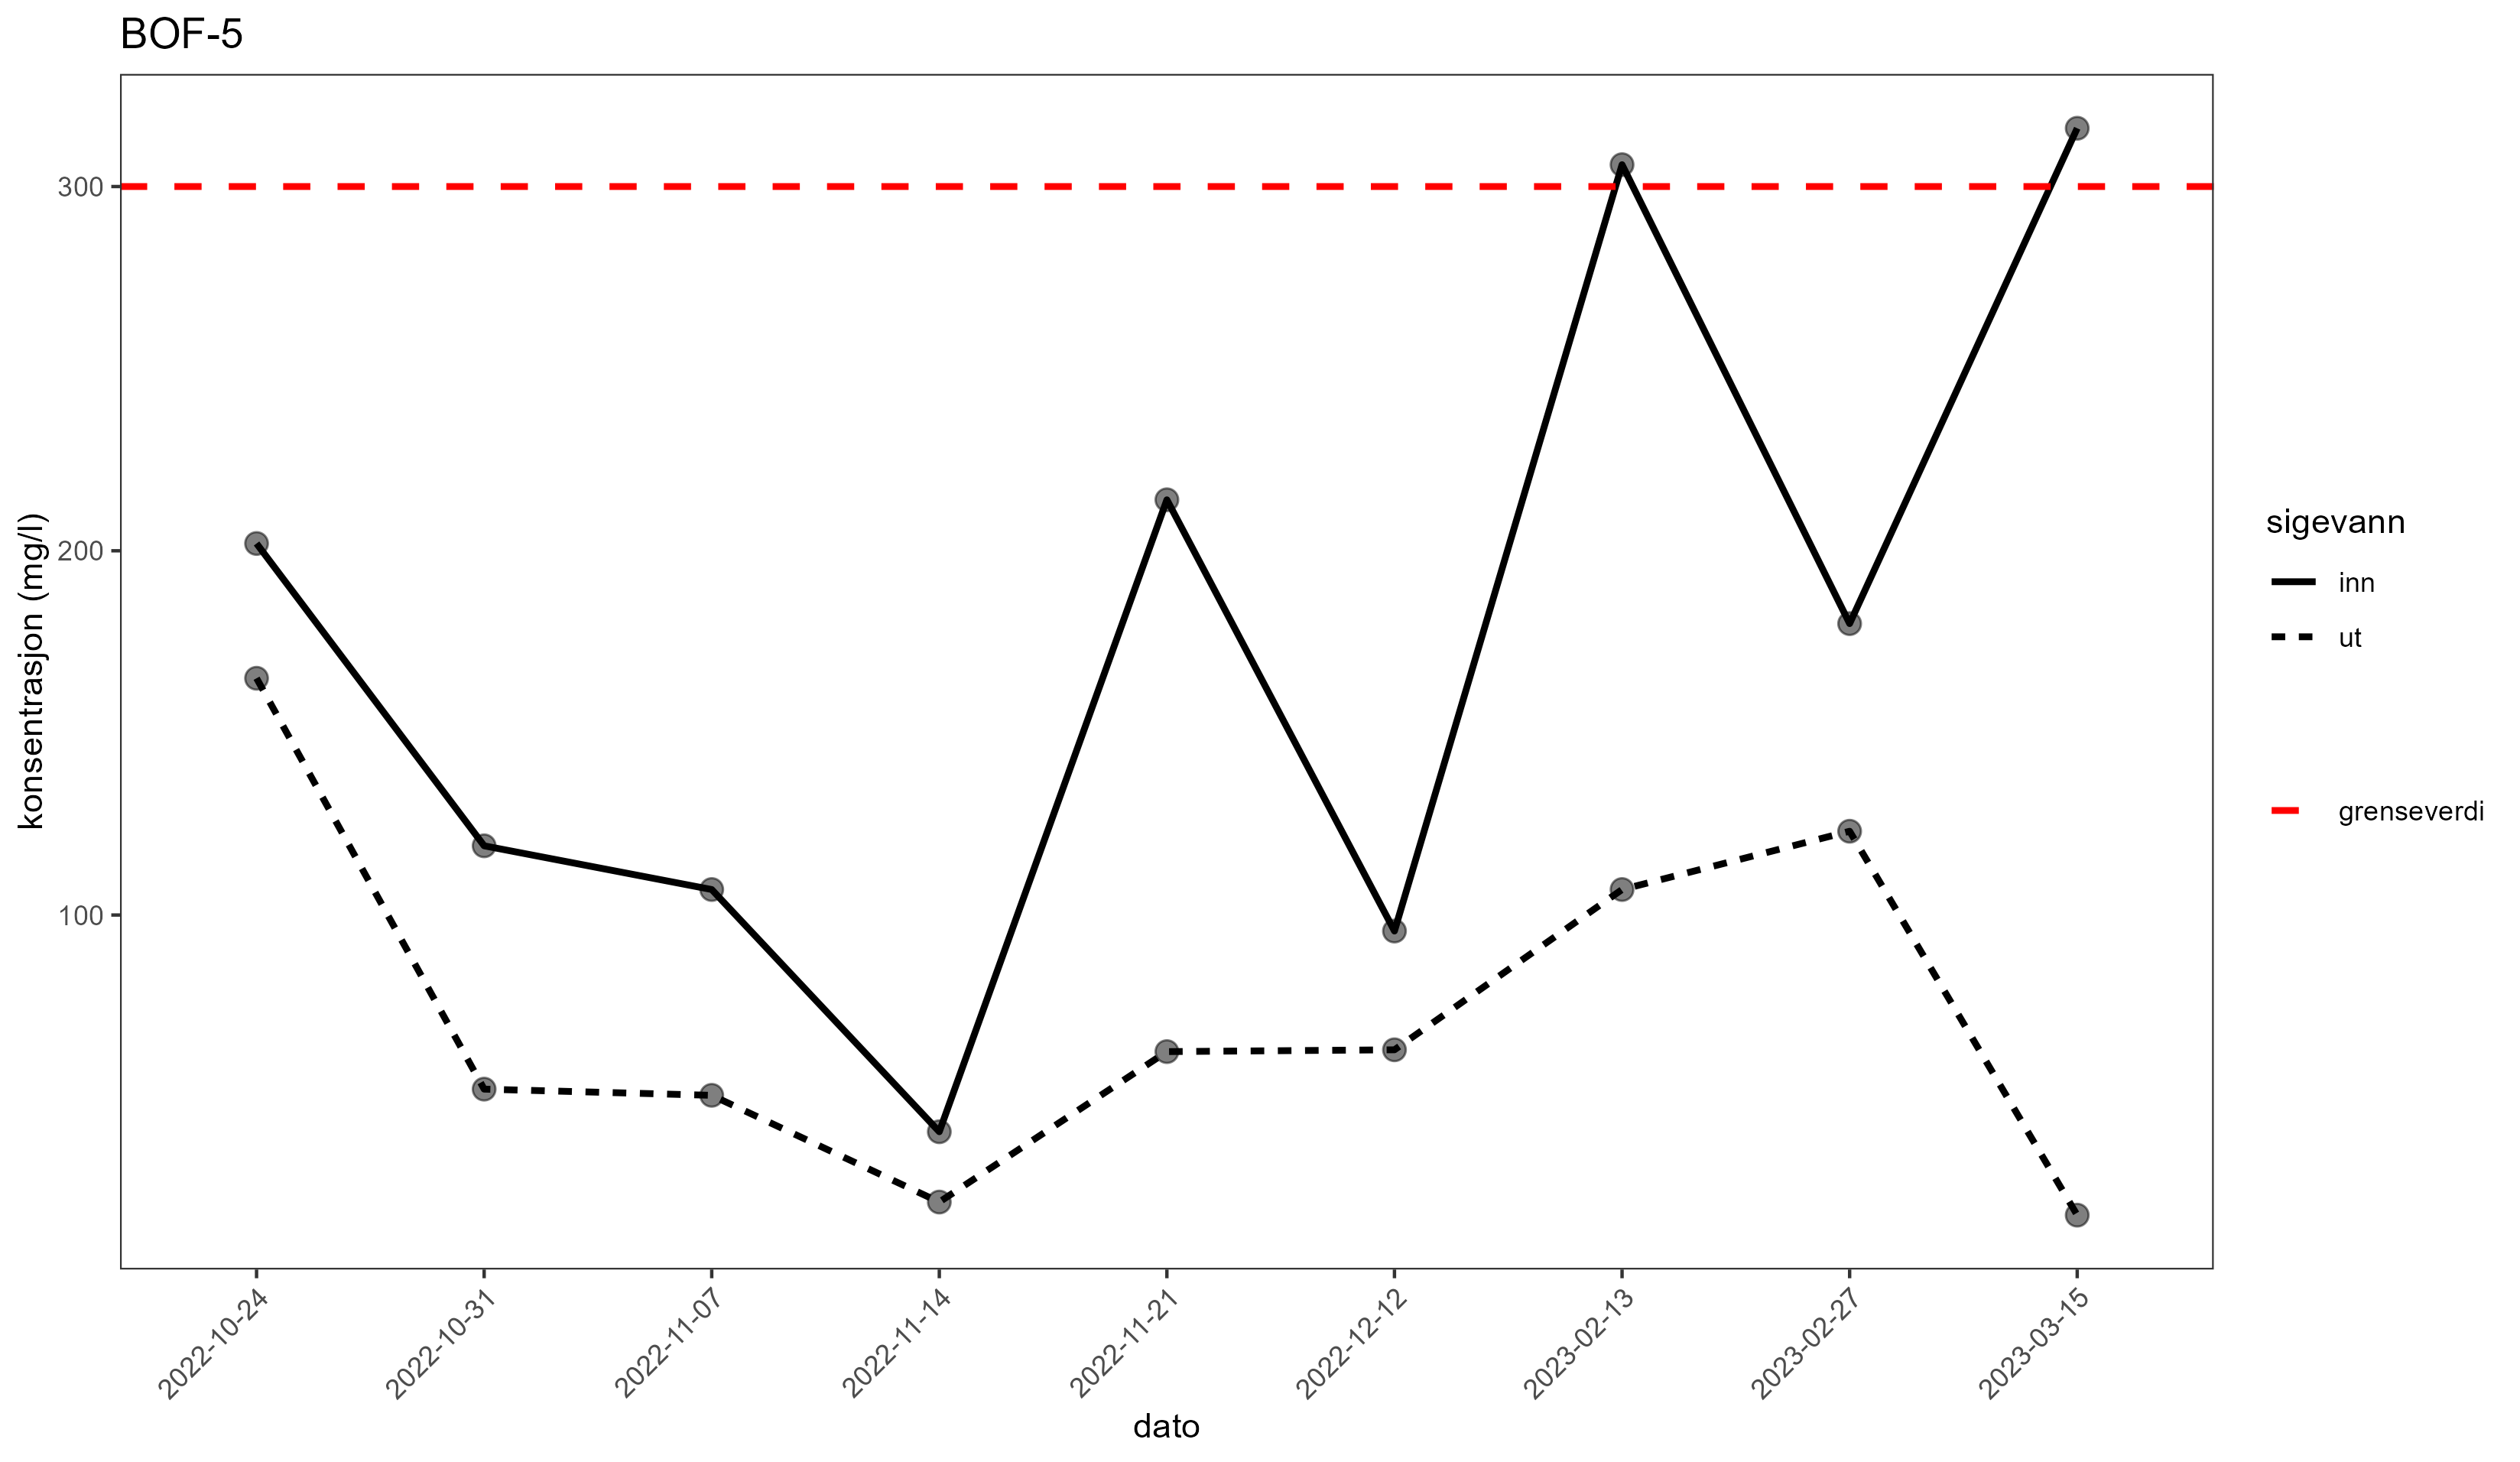 BOF-5
konsentrasjon (mg/l)
300
200
100
2022-10-24
2022-10-31
2022-11-07
2022-11-14
2022-11-21
2022-12-12
2023-02-13
2023-02-27
2023-03-15
dato
sigevann
inn
ut
grenseverdi